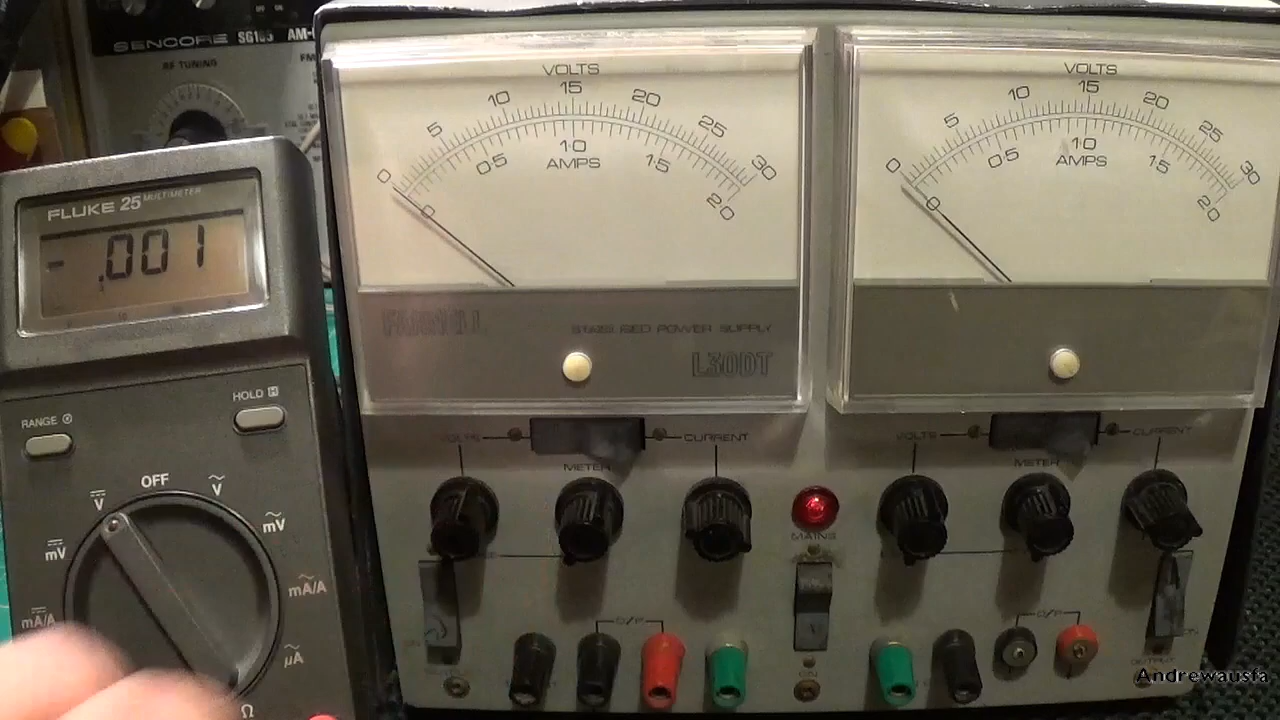 SENCORE
RF TUNING
FLUKE 25 MULTIMETER
- .001
RANGE
HOLD H
OFF
V
V
mV
mV
mA/A
mA/A
µA
Ω
VOLTS
0 5 10 15 20 25 30
0 0·5 1·0 1·5 2·0
AMPS
FARNELL
STABILISED POWER SUPPLY
L30DT
VOLTS
CURRENT
METER
O/P
MAINS
ON
VOLTS
0 5 10 15 20 25 30
0 0·5 1·0 1·5 2·0
AMPS
VOLTS
CURRENT
METER
O/P
OUTPUT
Andrewausfa